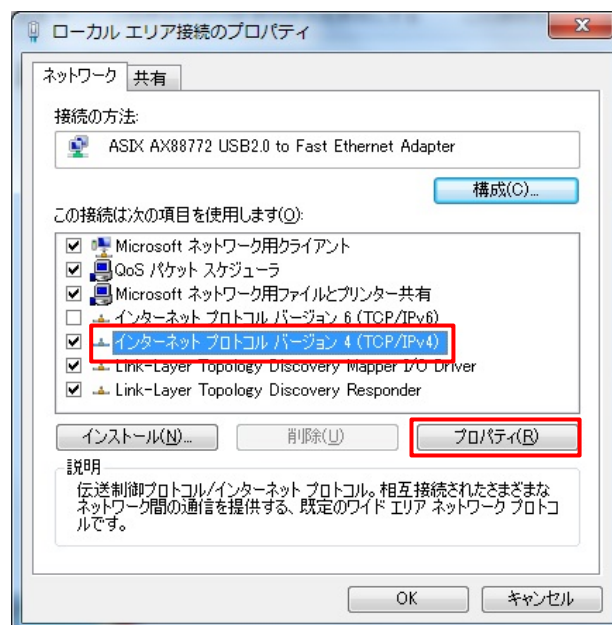 ローカル エリア接続のプロパティ
ネットワーク 共有
接続の方法:
ASIX AX88772 USB2.0 to Fast Ethernet Adapter
構成(C)...
この接続は次の項目を使用します(O):
Microsoft ネットワーク用クライアント
QoS パケット スケジューラ
Microsoft ネットワーク用ファイルとプリンター共有
インターネット プロトコル バージョン 6 (TCP/IPv6)
インターネット プロトコル バージョン 4 (TCP/IPv4)
Link-Layer Topology Discovery Mapper I/O Driver
Link-Layer Topology Discovery Responder
インストール(N)... 削除(U) プロパティ(R)
説明
伝送制御プロトコル/インターネット プロトコル。相互接続されたさまざまな
ネットワーク間の通信を提供する、既定のワイド エリア ネットワーク プロトコ
ルです。
OK キャンセル